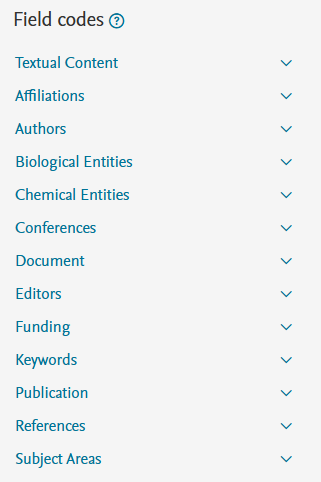 Field codes ?
Textual Content
Affiliations
Authors
Biological Entities
Chemical Entities
Conferences
Document
Editors
Funding
Keywords
Publication
References
Subject Areas